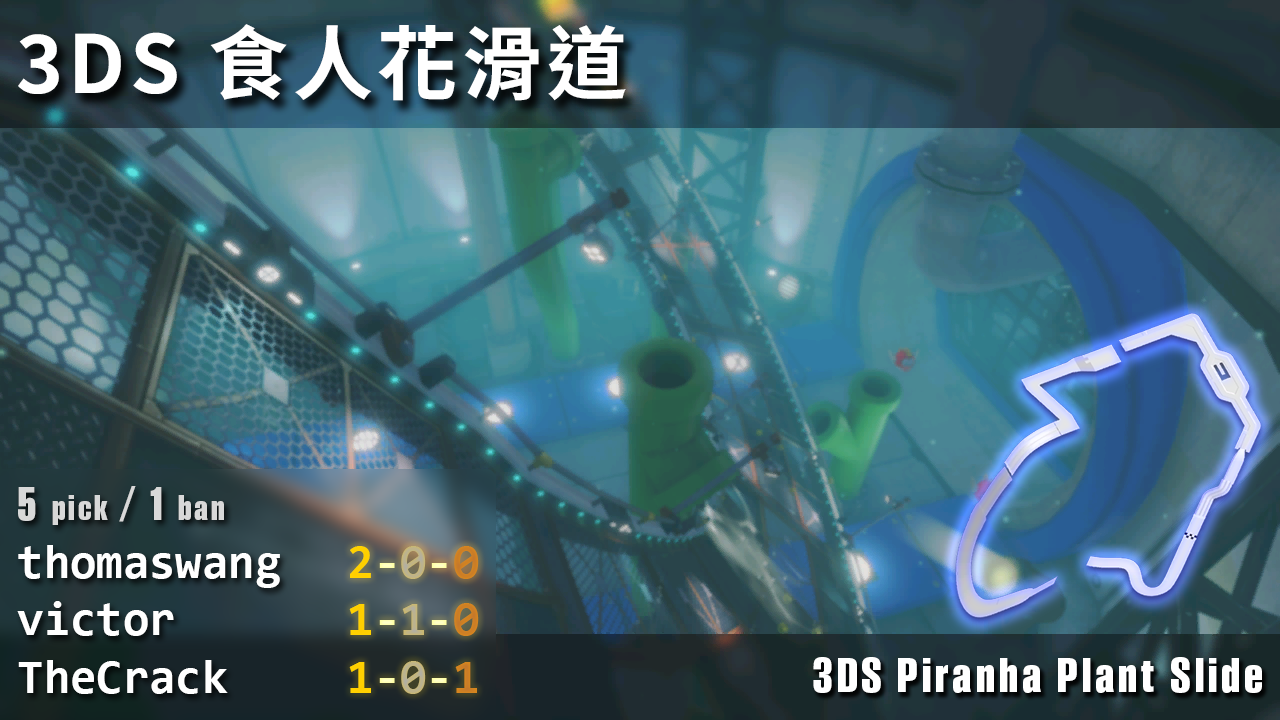 3DS 食人花滑道
5 pick / 1 ban
thomaswang 2-0-0
victor 1-1-0
TheCrack 1-0-1
3DS Piranha Plant Slide